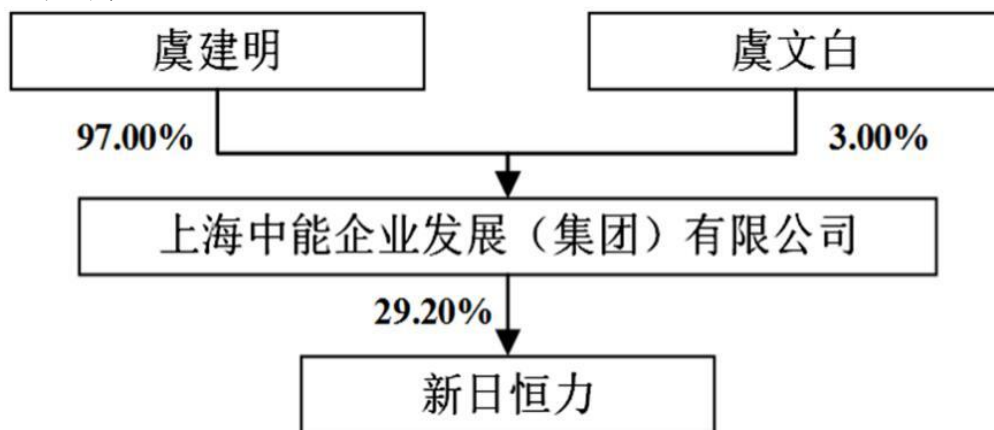 虞建明
虞文白
97.00%
3.00%
上海中能企业发展（集团）有限公司
29.20%
新日恒力